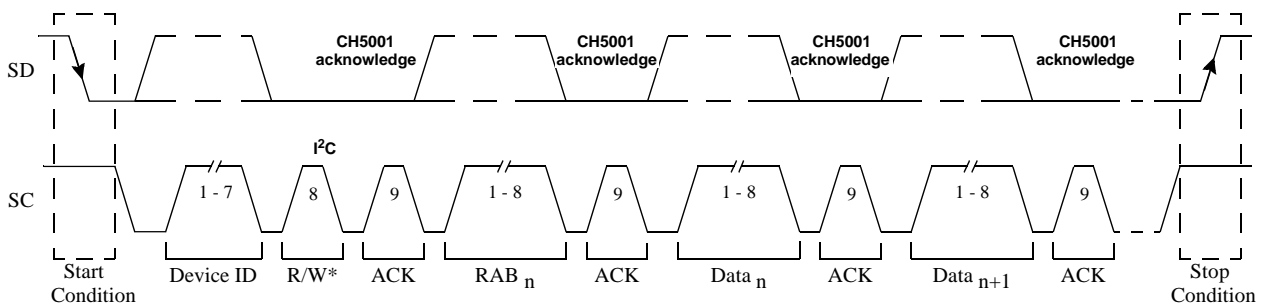 CH5001
acknowledge
CH5001
acknowledge
CH5001
acknowledge
CH5001
acknowledge
SD
I²C
SC
1 - 7
8
9
1 - 8
9
1 - 8
9
1 - 8
9
Start
Condition
Device ID
R/W*
ACK
RAB n
ACK
Data n
ACK
Data n+1
ACK
Stop
Condition